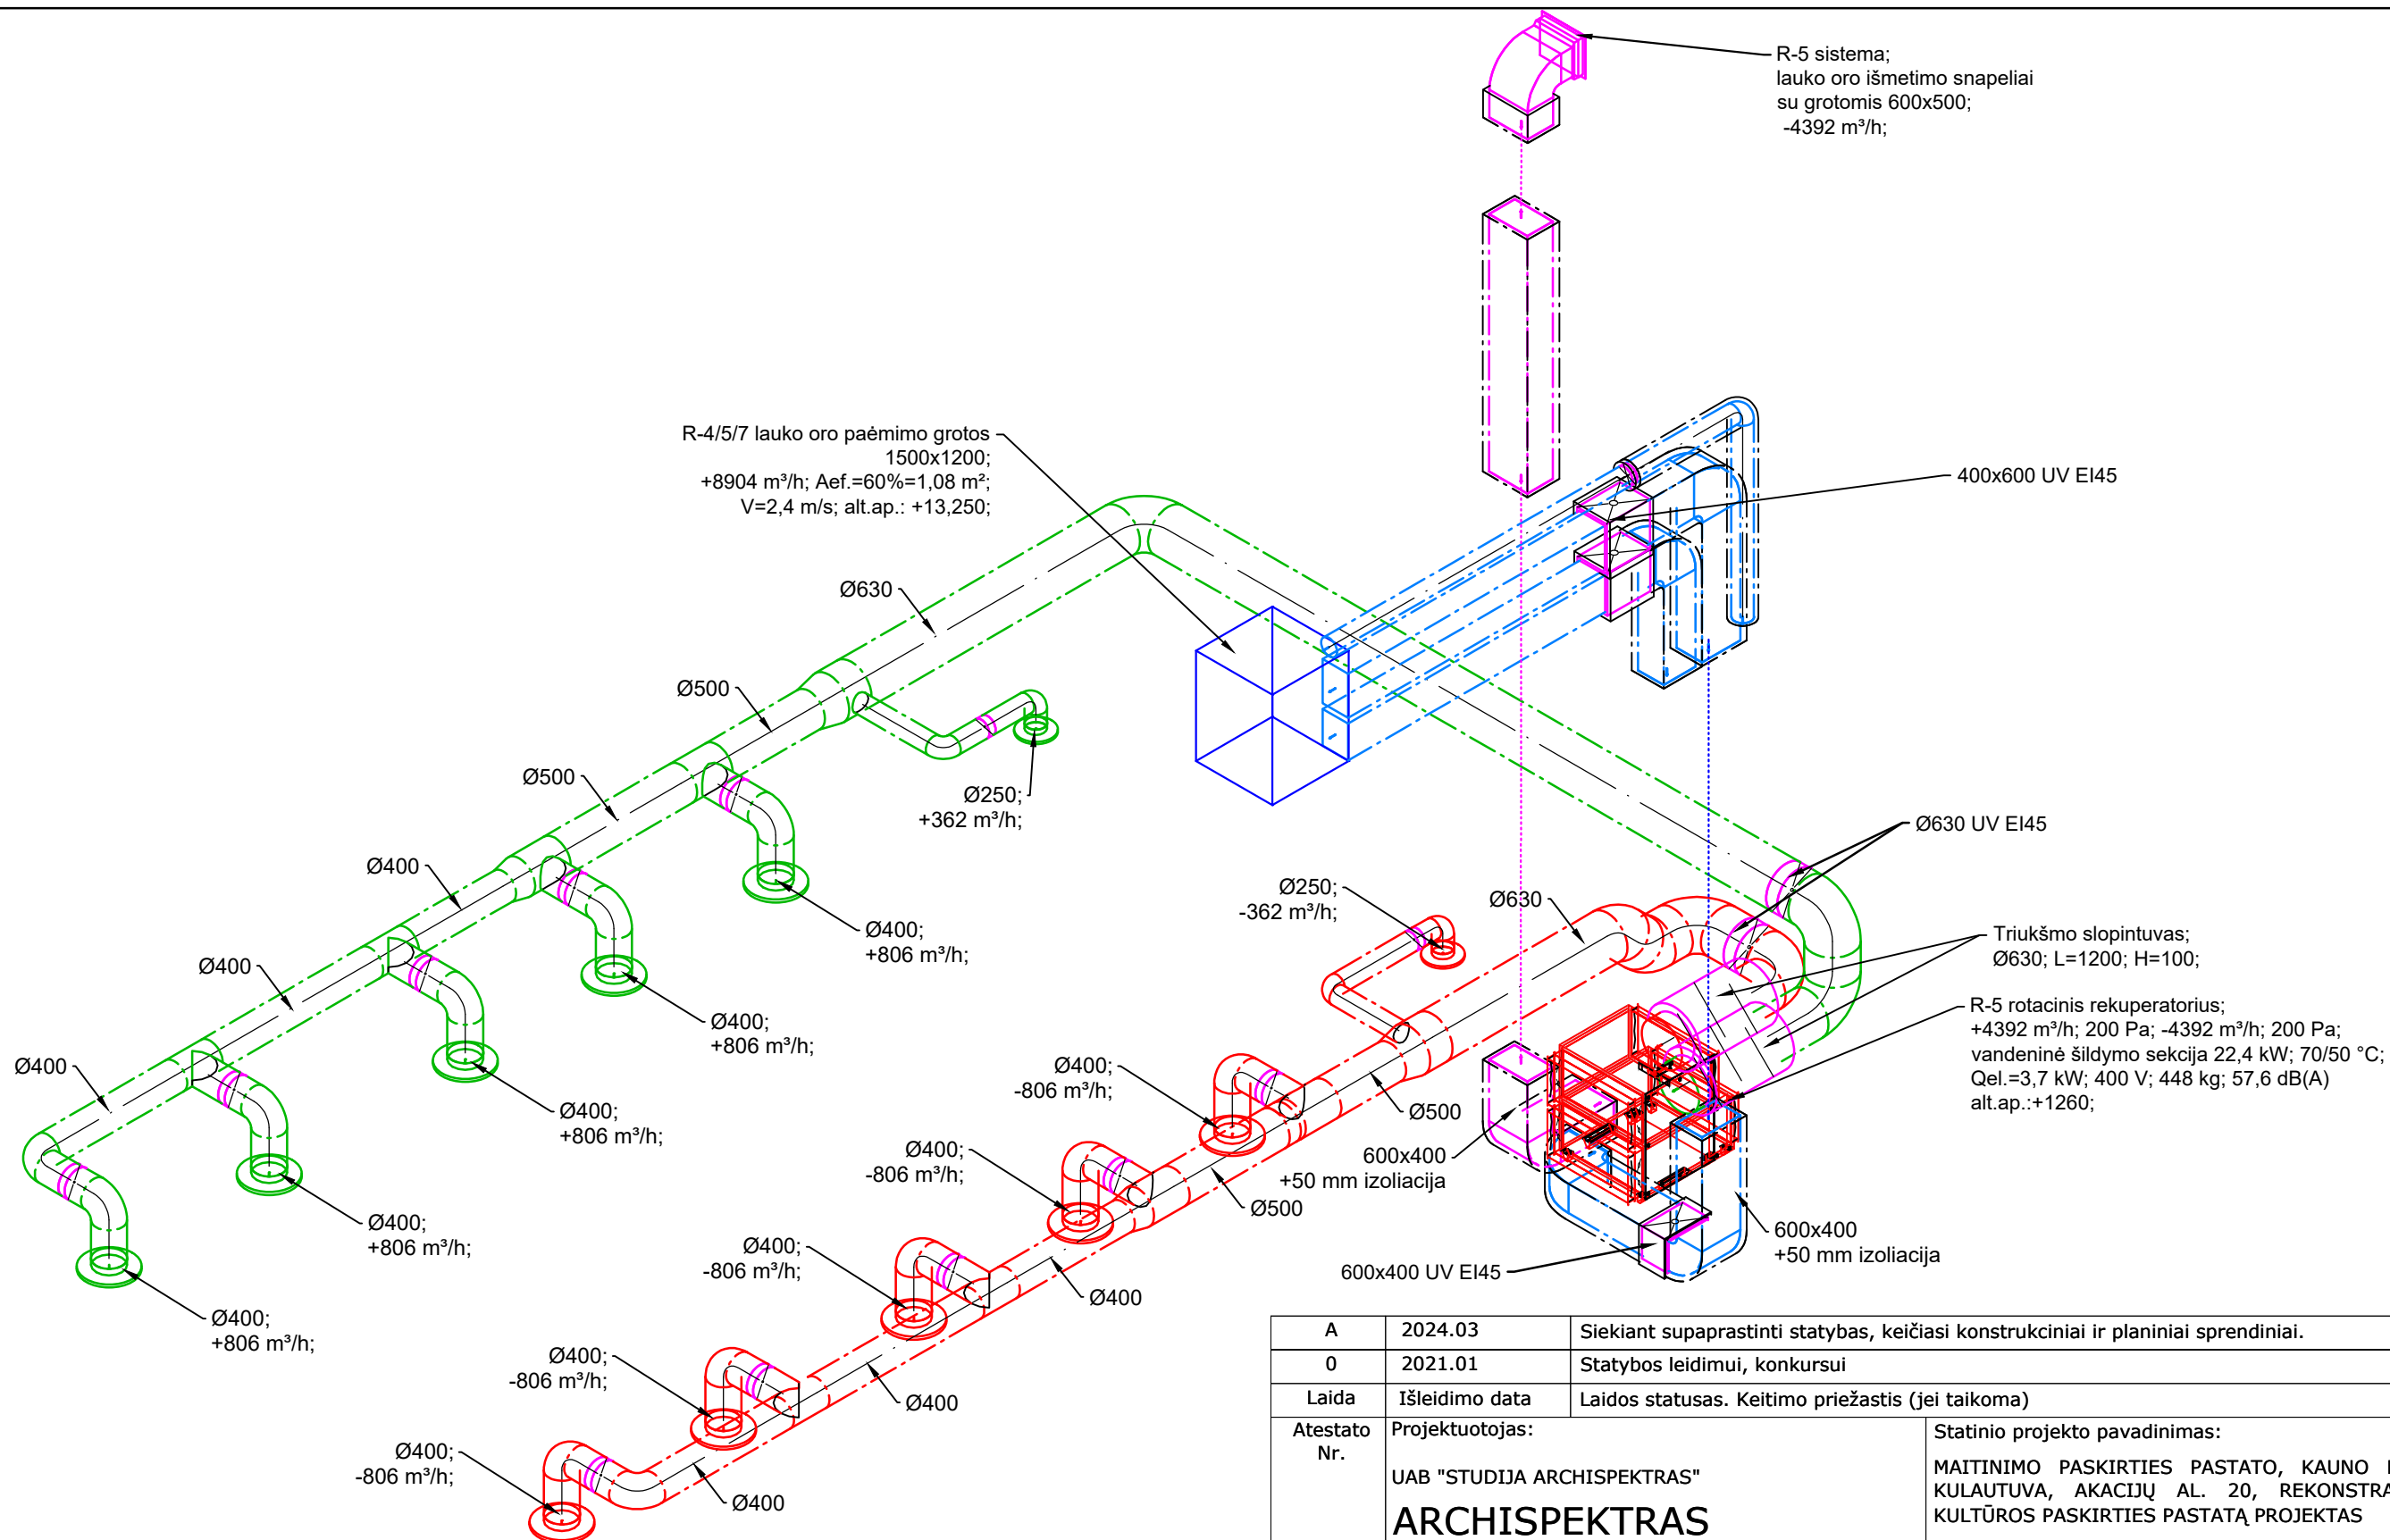 R-5 sistema;
lauko oro išmetimo snapeliai
su grotomis 600x500;
-4392 m³/h;
R-4/5/7 lauko oro paėmimo grotos
1500x1200;
+8904 m³/h; Aef.=60%=1,08 m²;
V=2,4 m/s; alt.ap.: +13,250;
400x600 UV EI45
Ø630
Ø500
Ø500
Ø250;
+362 m³/h;
Ø630 UV EI45
Ø400
Ø400;
+806 m³/h;
Ø250;
-362 m³/h;
Ø630
Triukšmo slopintuvas;
Ø630; L=1200; H=100;
Ø400
Ø400;
+806 m³/h;
R-5 rotacinis rekuperatorius;
+4392 m³/h; 200 Pa; -4392 m³/h; 200 Pa;
vandeninė šildymo sekcija 22,4 kW; 70/50 °C;
Qel.=3,7 kW; 400 V; 448 kg; 57,6 dB(A)
alt.ap.:+1260;
Ø400
Ø400;
+806 m³/h;
Ø400;
-806 m³/h;
Ø500
Ø400;
-806 m³/h;
600x400
+50 mm izoliacija
Ø500
Ø400;
+806 m³/h;
600x400
+50 mm izoliacija
Ø400;
-806 m³/h;
600x400 UV EI45
Ø400
Ø400;
+806 m³/h;
Ø400;
-806 m³/h;
Ø400
Ø400;
-806 m³/h;
Ø400
A 2024.03 Siekiant supaprastinti statybas, keičiasi konstrukciniai ir planiniai sprendiniai.
0 2021.01 Statybos leidimui, konkursui
Laida Išleidimo data Laidos statusas. Keitimo priežastis (jei taikoma)
Atestato
Nr.
Projektuotojas:
UAB "STUDIJA ARCHISPEKTRAS"
ARCHISPEKTRAS
Statinio projekto pavadinimas:
MAITINIMO PASKIRTIES PASTATO, KAUNO
KULAUTUVA, AKACIJŲ AL. 20,
KULTŪROS PASKIRTIES PASTATĄ PROJEKTAS